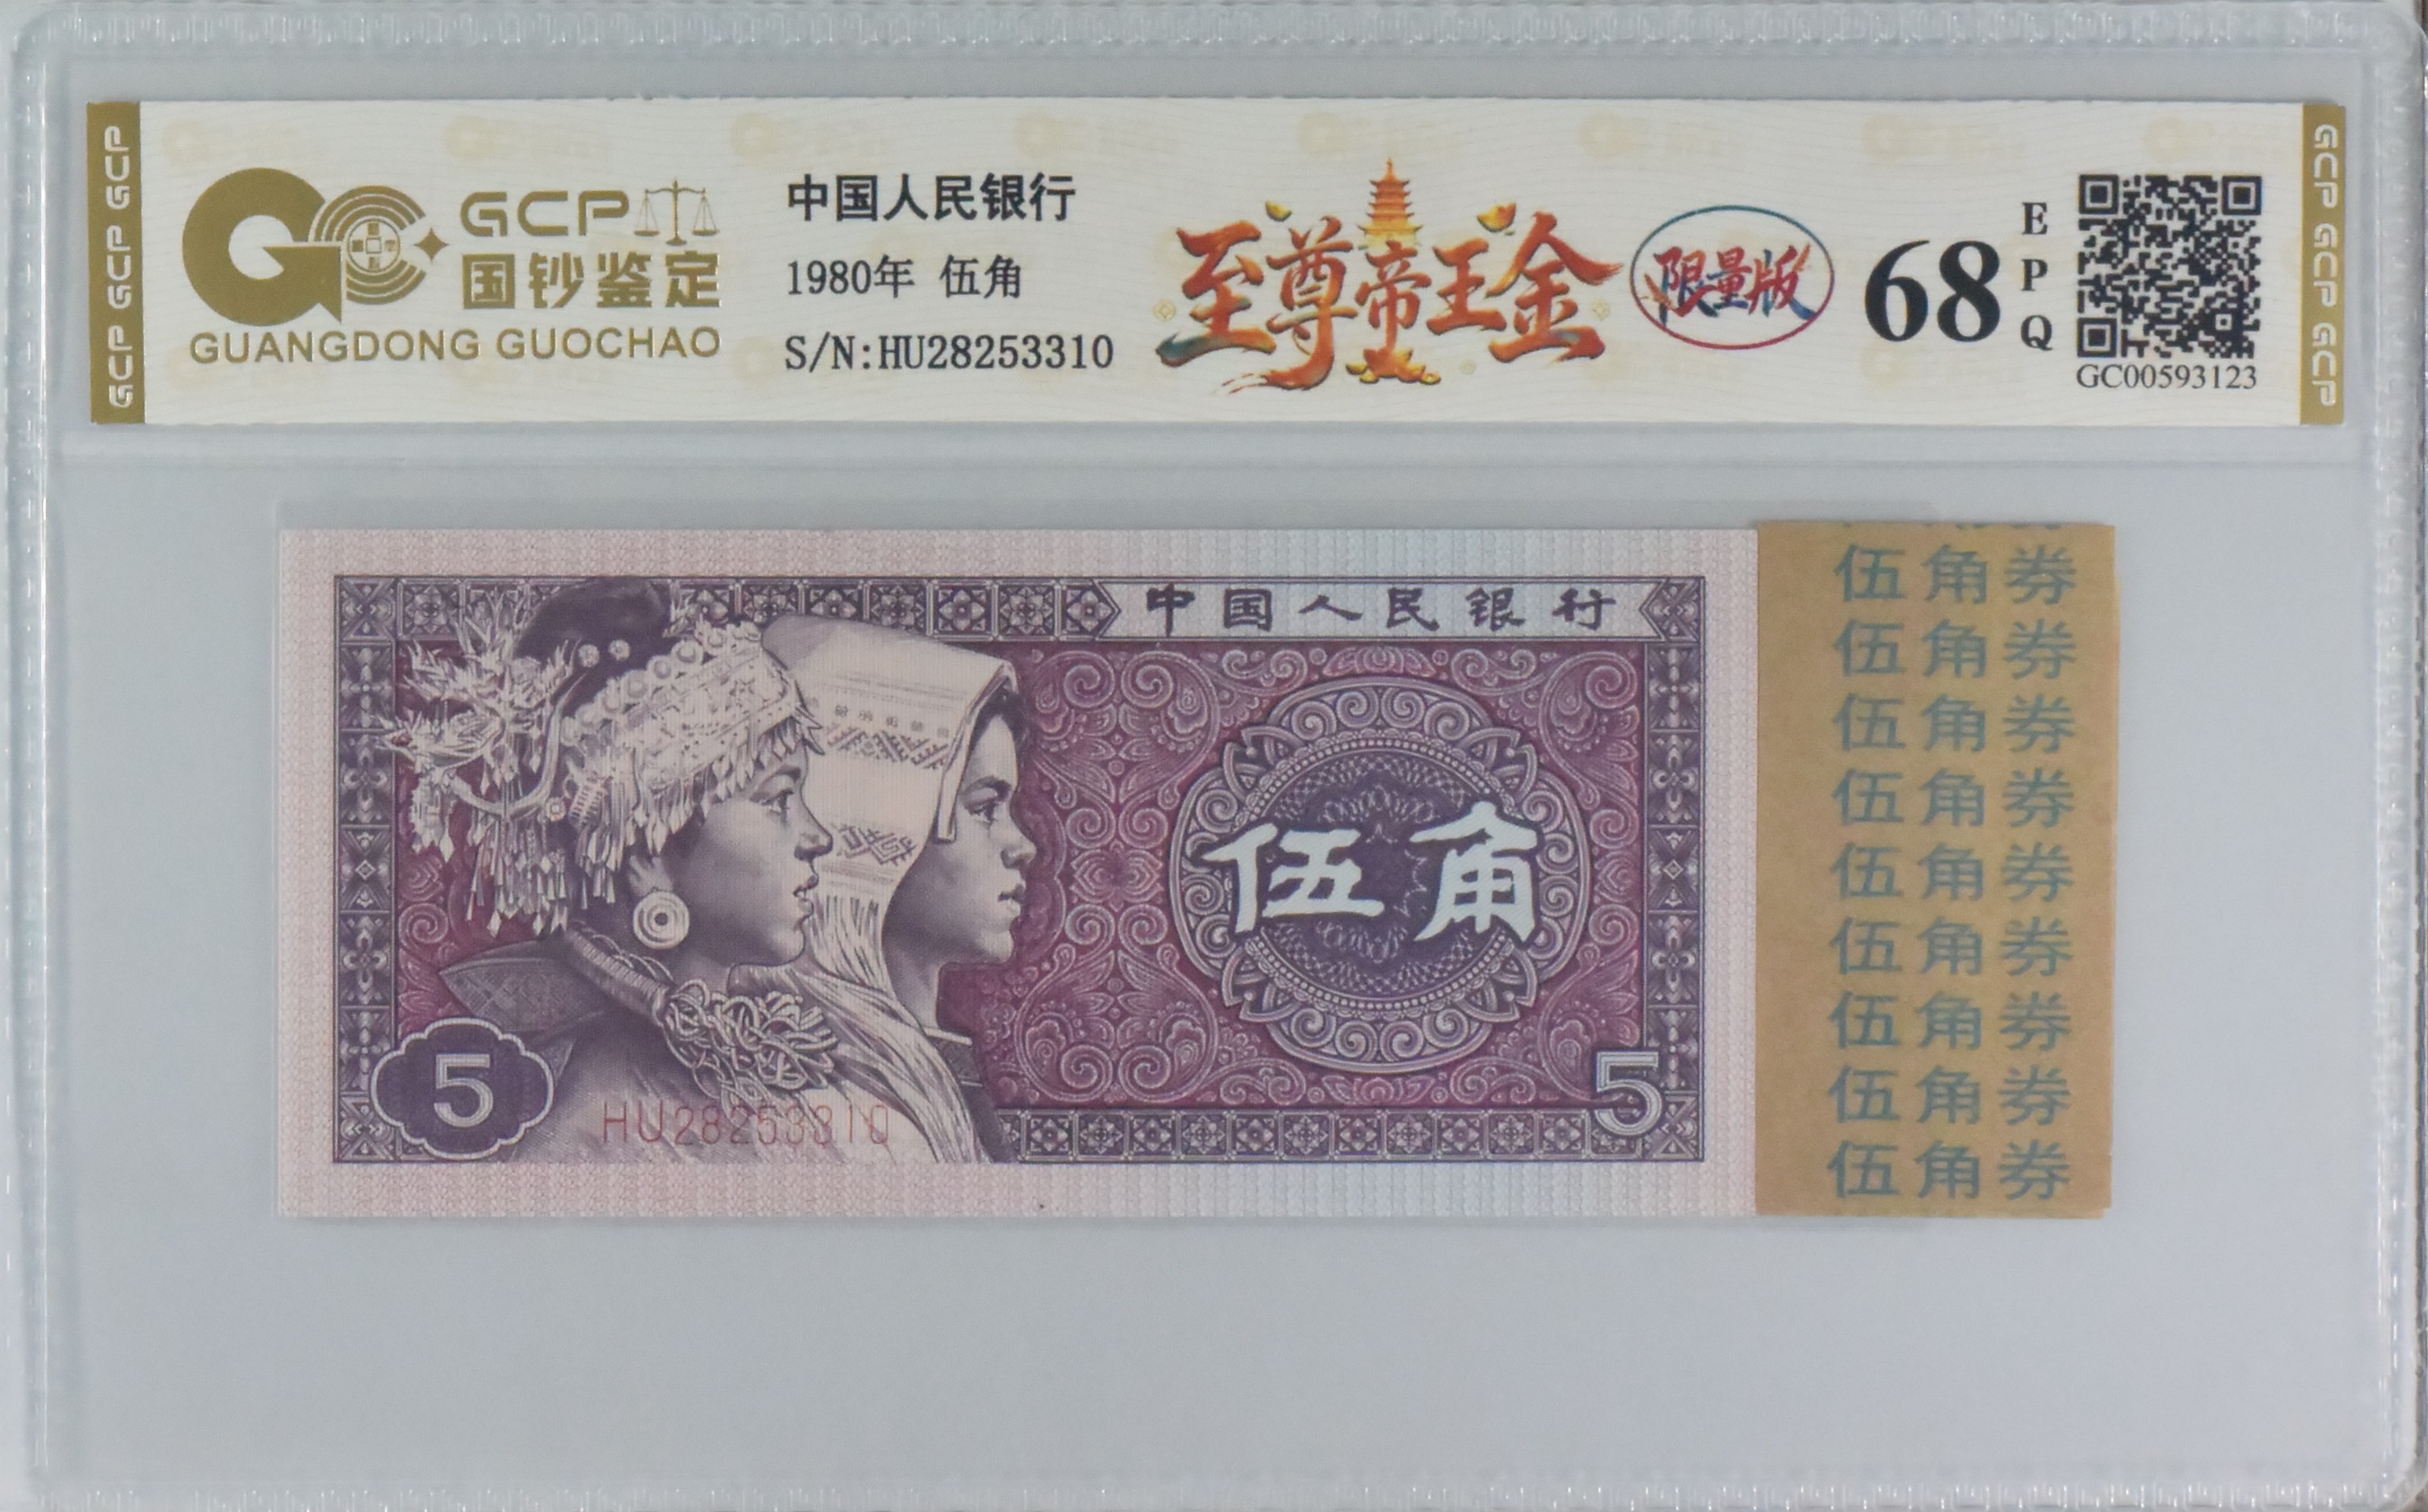 GCP GCP GCP
GCP
国钞鉴定
GUANGDONG GUOCHAO
中国人民银行
1980年 伍角
S/N:HU28253310
至尊帝王金
限量版
68
EPQ
GC00593123
GCP GCP GCP
中国人民银行
伍角
5
5
HU28253310
伍角券
伍角券
伍角券
伍角券
伍角券
伍角券
伍角券
伍角券
伍角券